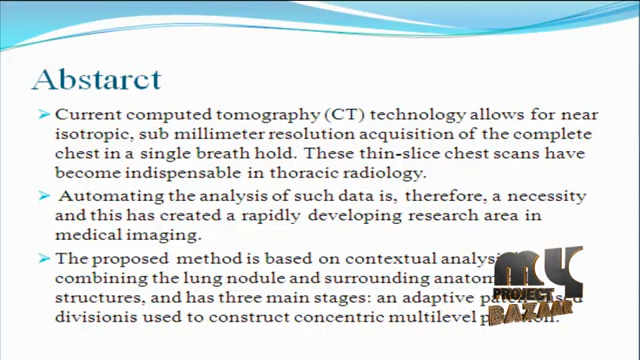 Abstarct
Current computed tomography (CT) technology allows for near
isotropic, sub millimeter resolution acquisition of the complete
chest in a single breath hold. These thin-slice chest scans have
become indispensable in thoracic radiology.
Automating the analysis of such data is, therefore, a necessity
and this has created a rapidly developing research area in
medical imaging.
The proposed method is based on contextual analysis
combining the lung nodule and surrounding
structures, and has three main stages: an adaptive
divisionis used to construct concentric multilevel
my
PROJECT
BAZAAR